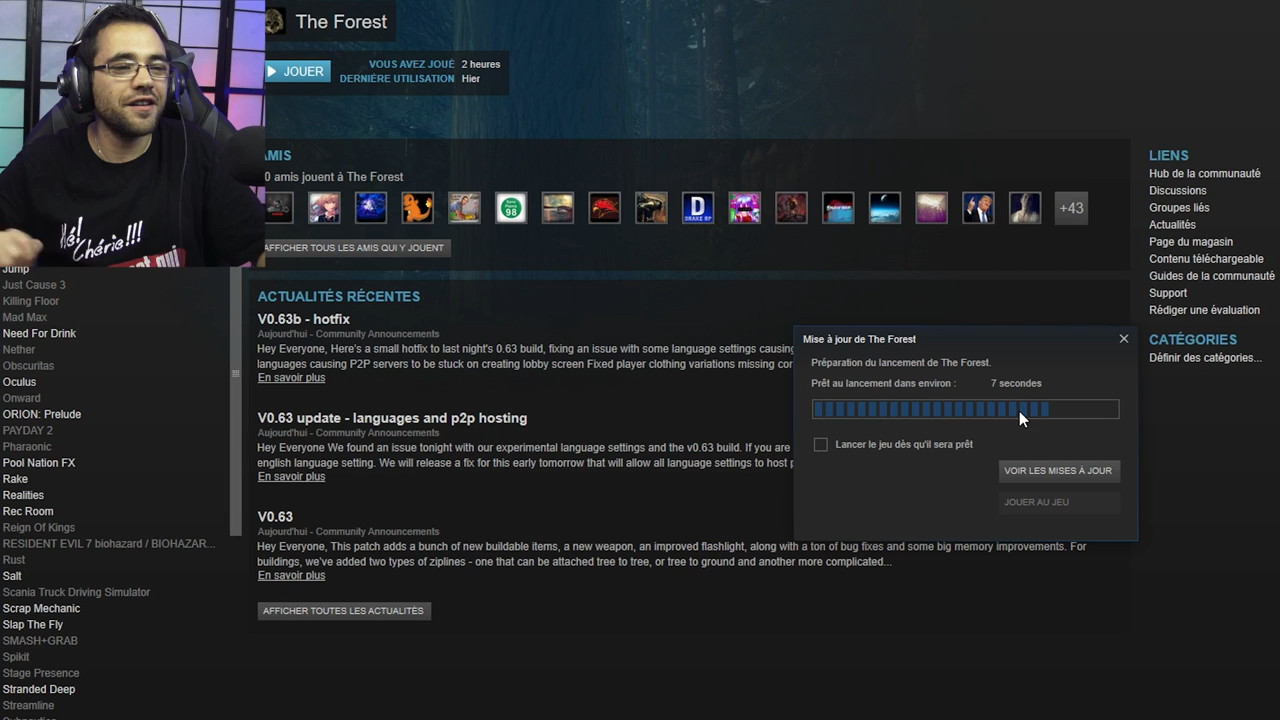 The Forest
JOUER
VOUS AVEZ JOUÉ 2 heures
DERNIÈRE UTILISATION Hier
AMIS
0 amis jouent à The Forest
98
D
+43
AFFICHER TOUS LES AMIS QUI Y JOUENT
Hé!
Chérie!!!
LIENS
Hub de la communauté
Discussions
Groupes liés
Actualités
Page du magasin
Contenu téléchargeable
Guides de la communauté
Support
Rédiger une évaluation
CATÉGORIES
Définir des catégories...
Jump
Just Cause 3
Killing Floor
Mad Max
Need For Drink
Nether
Obscuritas
Oculus
Onward
ORION: Prelude
PAYDAY 2
Pharaonic
Pool Nation FX
Rake
Realities
Rec Room
Reign Of Kings
RESIDENT EVIL 7 biohazard / BIOHAZAR...
Rust
Salt
Scania Truck Driving Simulator
Scrap Mechanic
Slap The Fly
SMASH+GRAB
Spikit
Stage Presence
Stranded Deep
Streamline
ACTUALITÉS RÉCENTES
V0.63b - hotfix
Aujourd'hui - Community Announcements
Hey Everyone, Here's a small hotfix to last night's 0.63 build, fixing an issue with some language settings causing
languages causing P2P servers to be stuck on creating lobby screen Fixed player clothing variations missing
En savoir plus
V0.63 update - languages and p2p hosting
Aujourd'hui - Community Announcements
Hey Everyone We found an issue tonight with our experimental language settings and the v0.63 build. If you are
english language setting. We will release a fix for this early tomorrow that will allow all language settings to host
En savoir plus
V0.63
Aujourd'hui - Community Announcements
Hey Everyone, This patch adds a bunch of new buildable items, a new weapon, an improved flashlight, along with a ton of bug fixes and some big memory improvements. For
buildings, we've added two types of ziplines - one that can be attached tree to tree, or tree to ground and another more complicated...
En savoir plus
AFFICHER TOUTES LES ACTUALITÉS
Mise à jour de The Forest
Préparation du lancement de The Forest.
Prêt au lancement dans environ : 7 secondes
Lancer le jeu dès qu'il sera prêt
VOIR LES MISES À JOUR
JOUER AU JEU